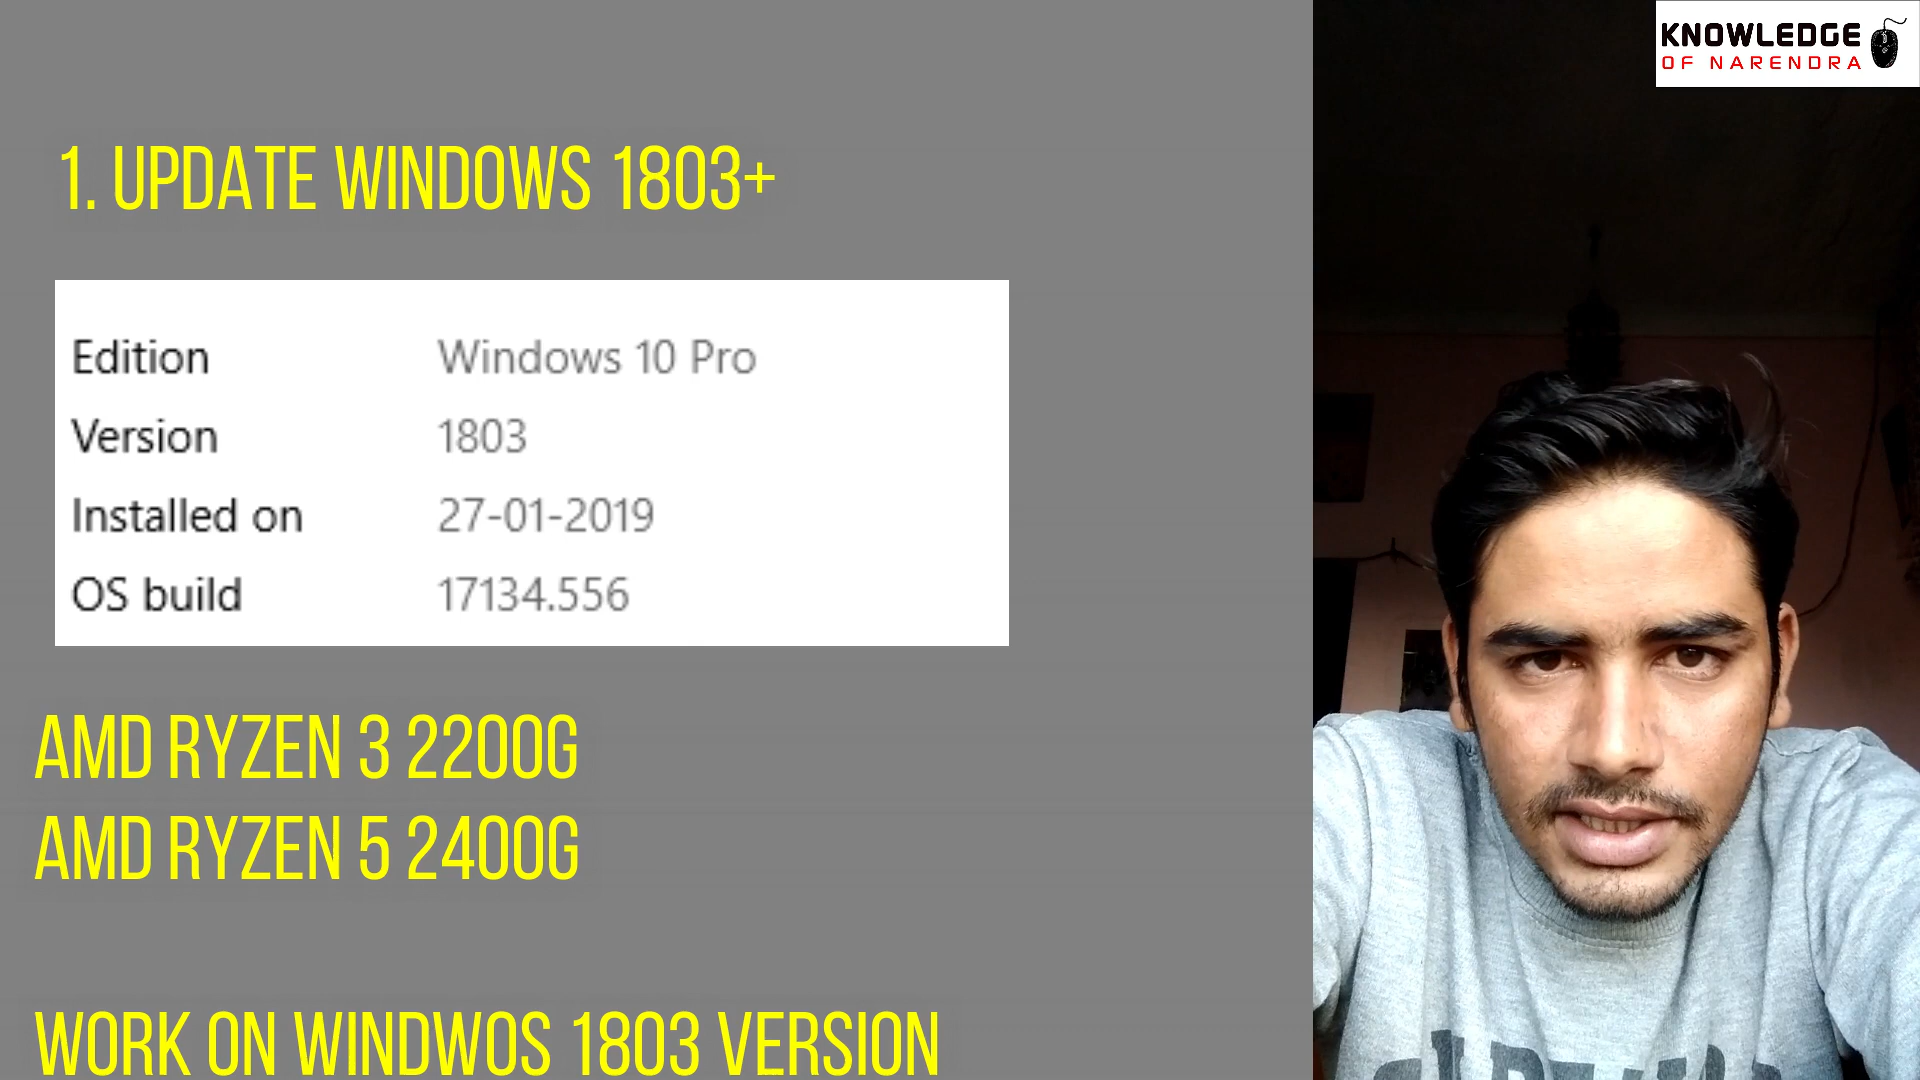 KNOWLEDGE
OF NARENDRA
1. UPDATE WINDOWS 1803+
Edition Windows 10 Pro
Version 1803
Installed on 27-01-2019
OS build 17134.556
AMD RYZEN 3 2200G
AMD RYZEN 5 2400G
WORK ON WINDWOS 1803 VERSION